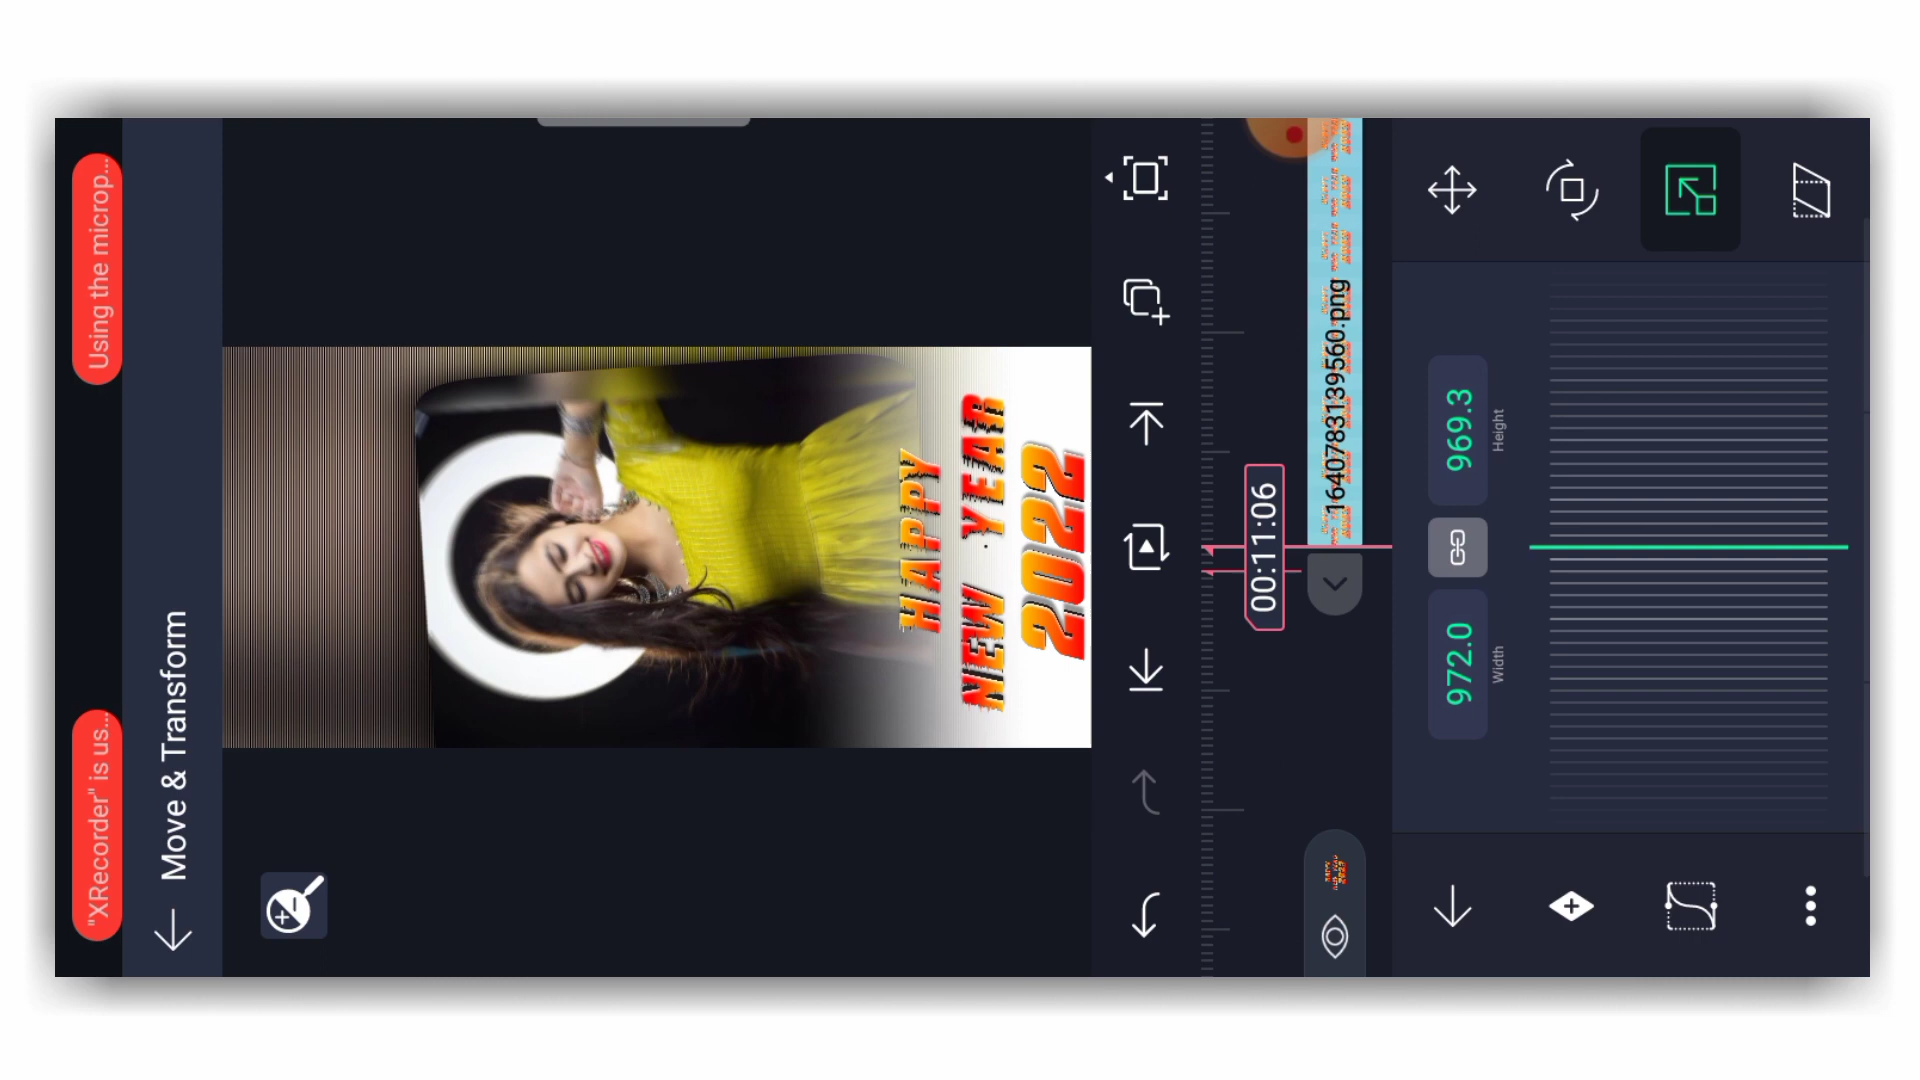 "XRecorder" is us...
Using the microp...
Move & Transform
HAPPY
NEW YEAR
2022
00:11:06
1640783139560.png
972.0
Width
969.3
Height